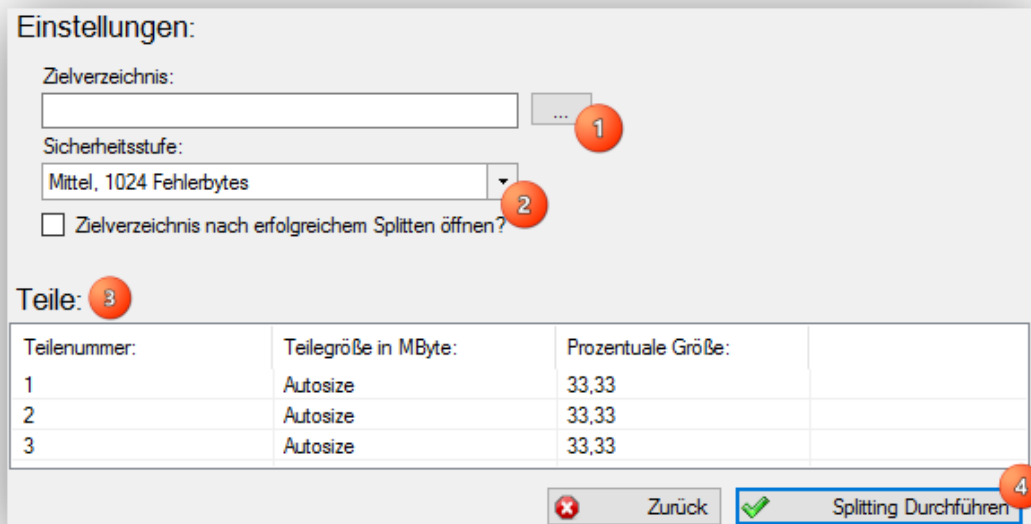 Einstellungen:
Zielverzeichnis:
... 1
Sicherheitsstufe:
Mittel, 1024 Fehlerbytes 2
Zielverzeichnis nach erfolgreichem Splitten öffnen?
Teile: 3
Teilenummer: Teilegröße in MByte: Prozentuale Größe:
1 Autosize 33,33
2 Autosize 33,33
3 Autosize 33,33
Zurück Splitting Durchführen 4